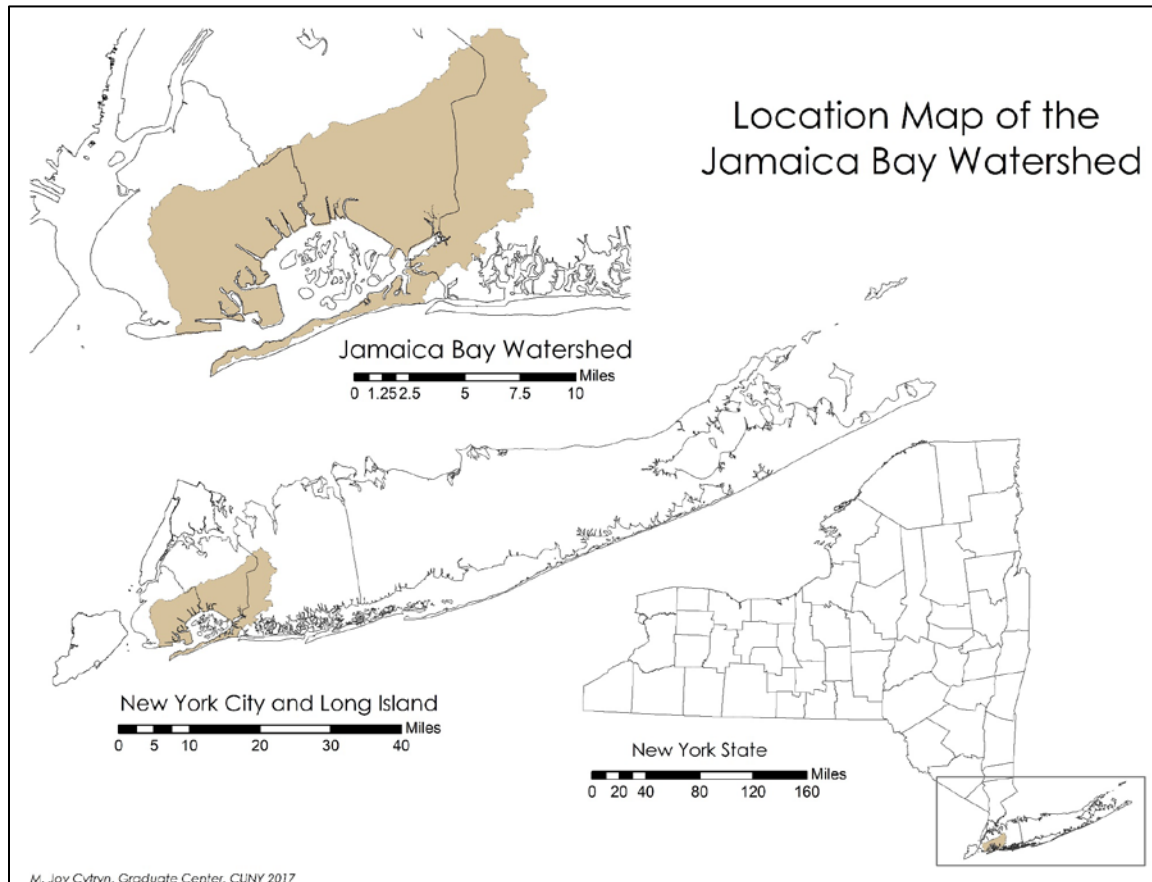 Location Map of the
Jamaica Bay Watershed
Jamaica Bay Watershed
Miles
0 1.25 2.5 5 7.5 10
New York City and Long Island
Miles
0 5 10 20 30 40
New York State
Miles
0 20 40 80 120 160
M. Joy Cytryn, Graduate Center, CUNY 2017